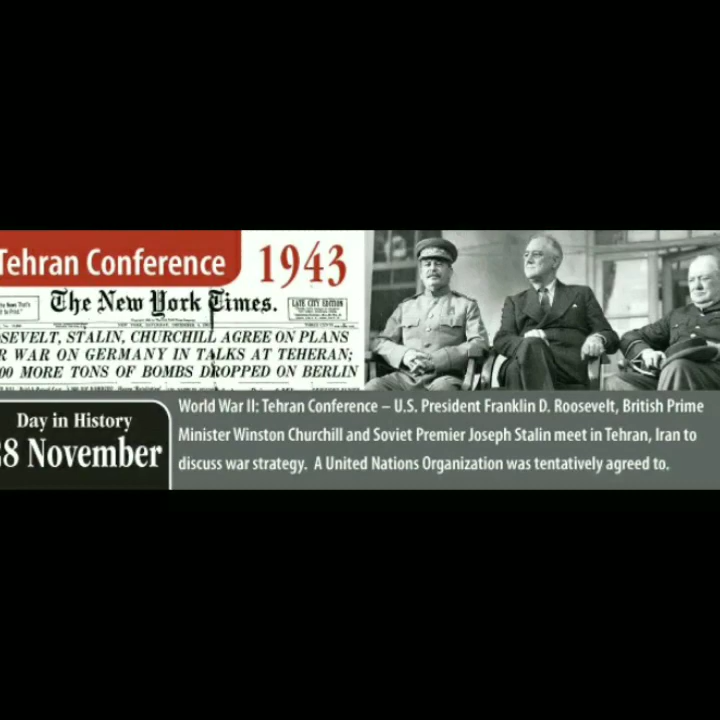 Tehran Conference
1943
The New York Times.
LATE CITY EDITION
SEVELT, STALIN, CHURCHILL AGREE ON PLANS
R WAR ON GERMANY IN TALKS AT TEHERAN;
00 MORE TONS OF BOMBS DROPPED ON BERLIN
Day in History
8 November
World War II: Tehran Conference – U.S. President Franklin D. Roosevelt, British Prime
Minister Winston Churchill and Soviet Premier Joseph Stalin meet in Tehran, Iran to
discuss war strategy. A United Nations Organization was tentatively agreed to.